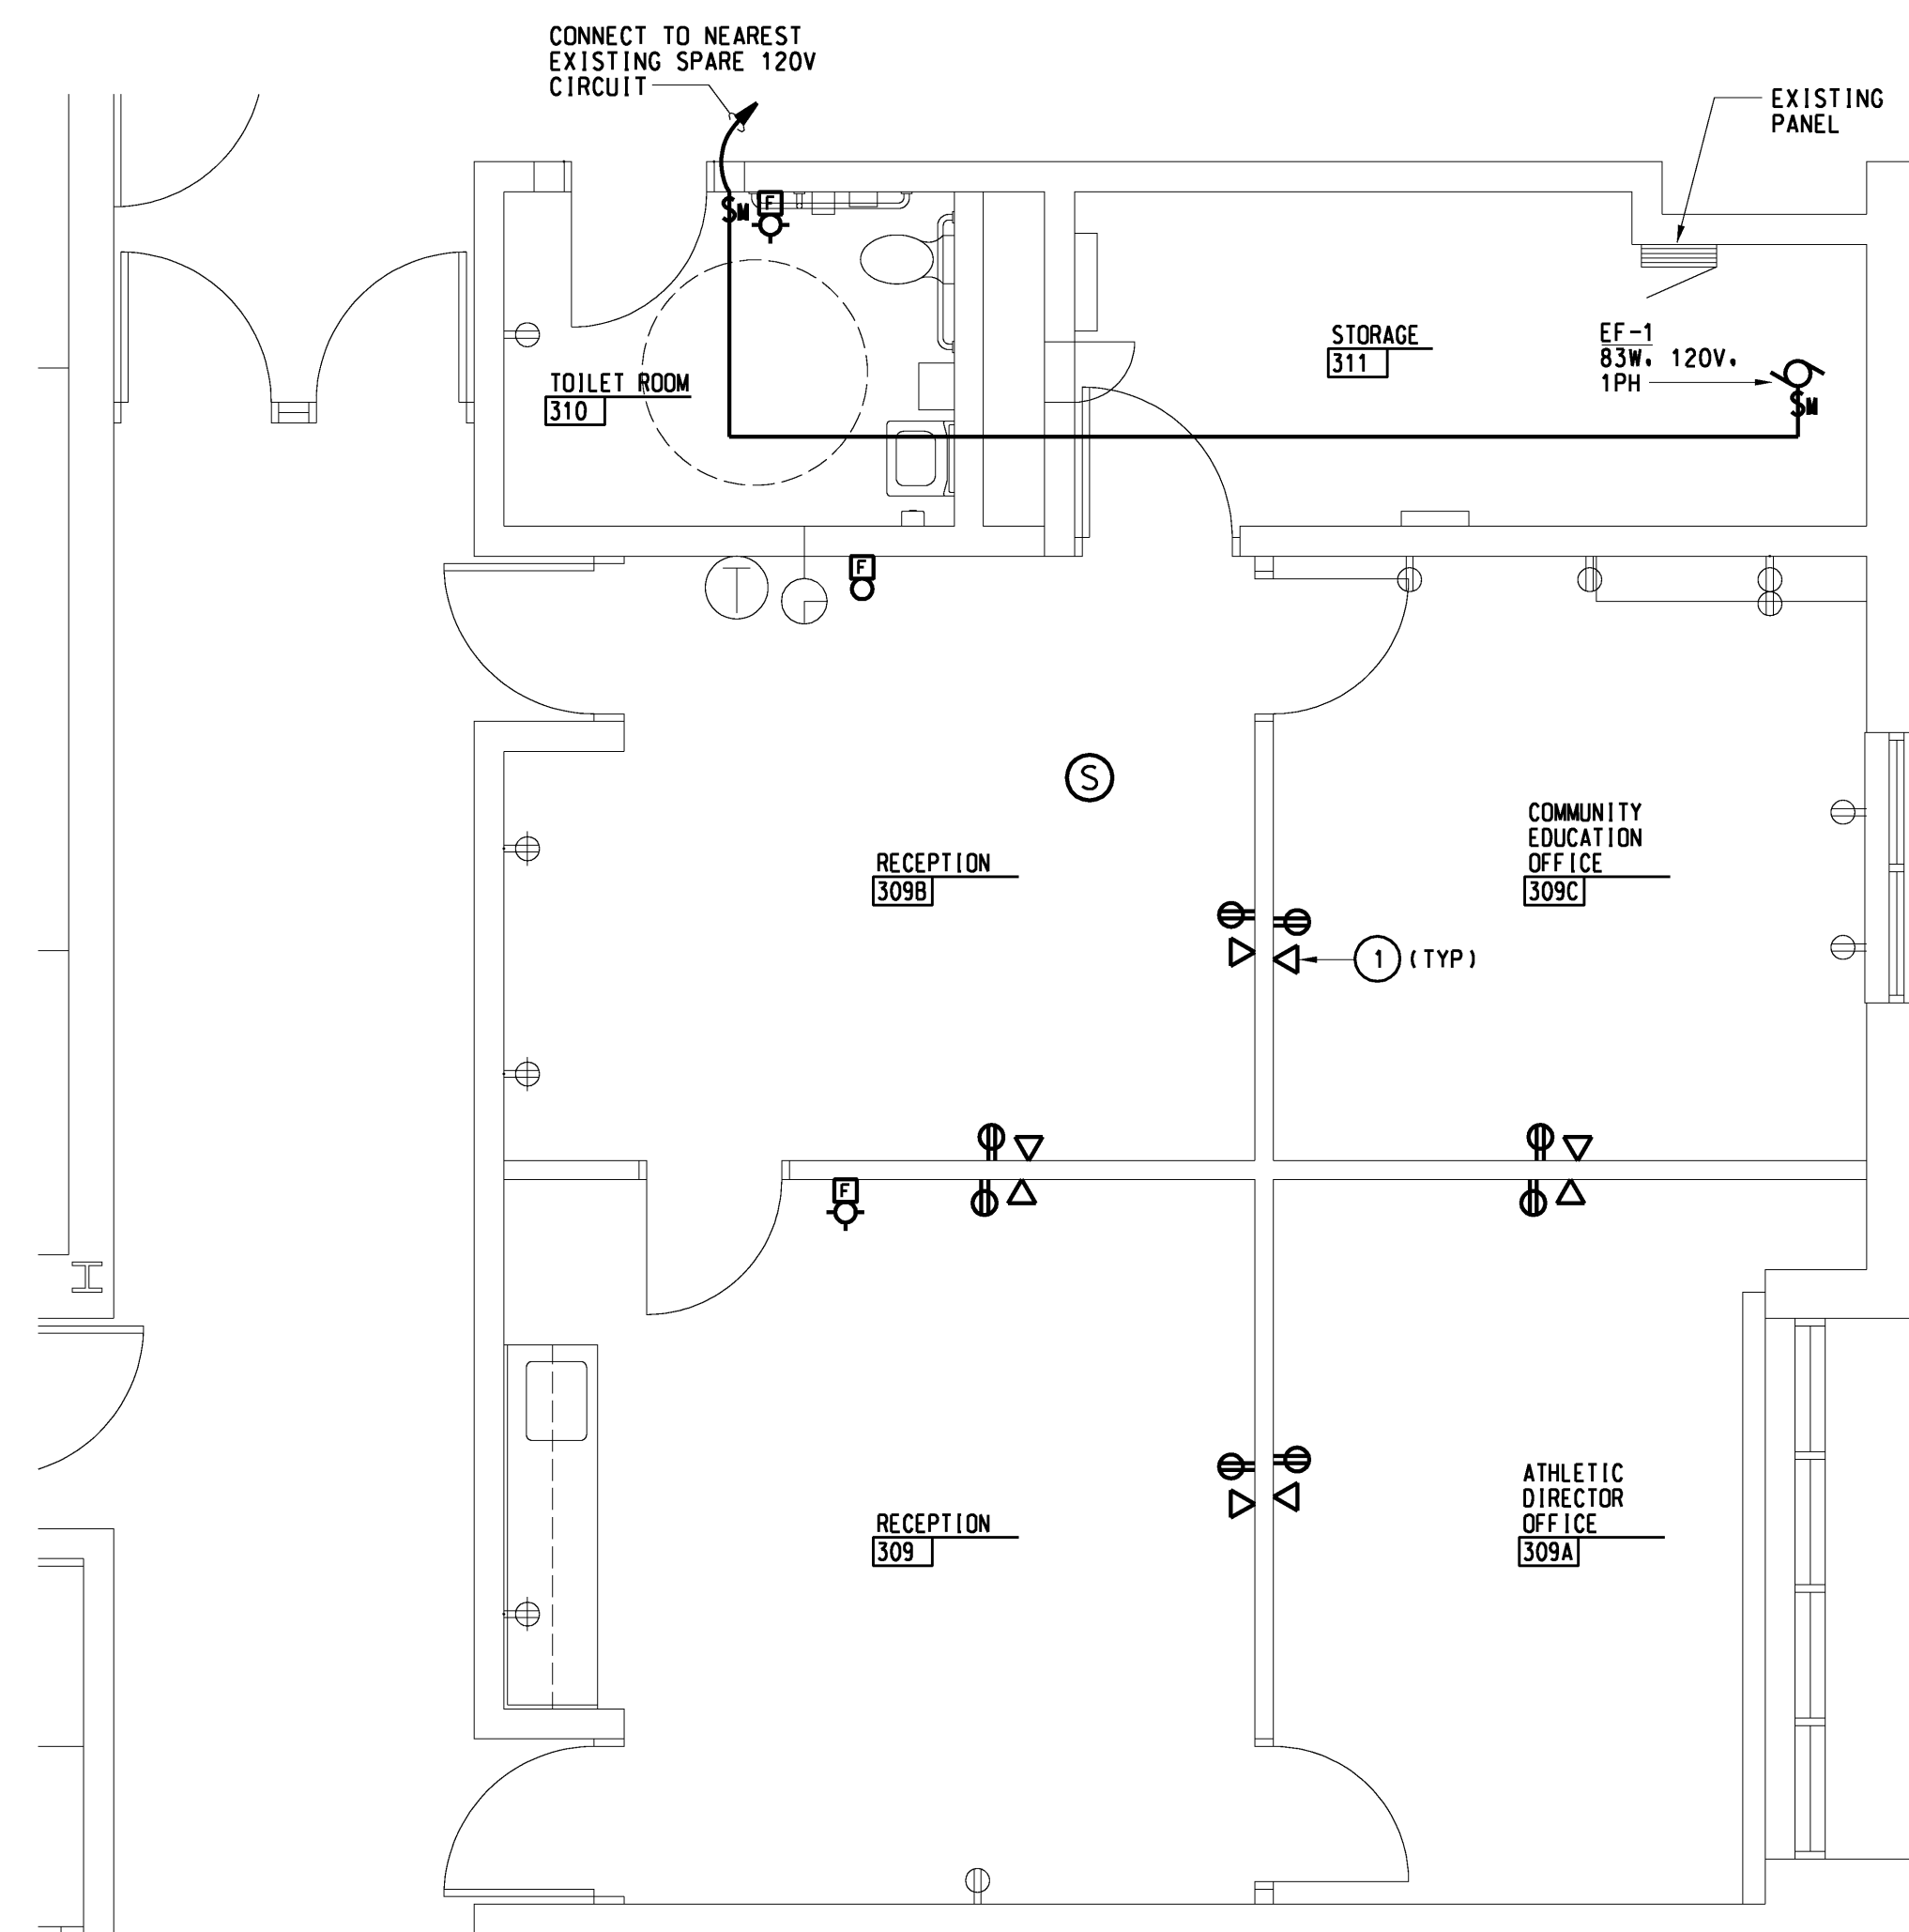 CONNECT TO NEAREST
EXISTING SPARE 120V
CIRCUIT
EXISTING
PANEL
$M
F
STORAGE
311
EF-1
83W. 120V.
1PH
$M
TOILET ROOM
310
T
F
S
COMMUNITY
EDUCATION
OFFICE
309C
RECEPTION
309B
1 (TYP)
F
ATHLETIC
DIRECTOR
OFFICE
309A
RECEPTION
309